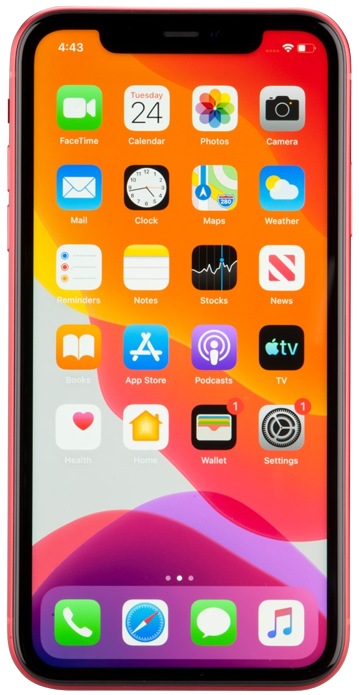 4:43
Tuesday
24
FaceTime Calendar Photos Camera
280
Mail Clock Maps Weather
Reminders Notes Stocks News
tv
Books App Store Podcasts TV
1 1
Health Home Wallet Settings